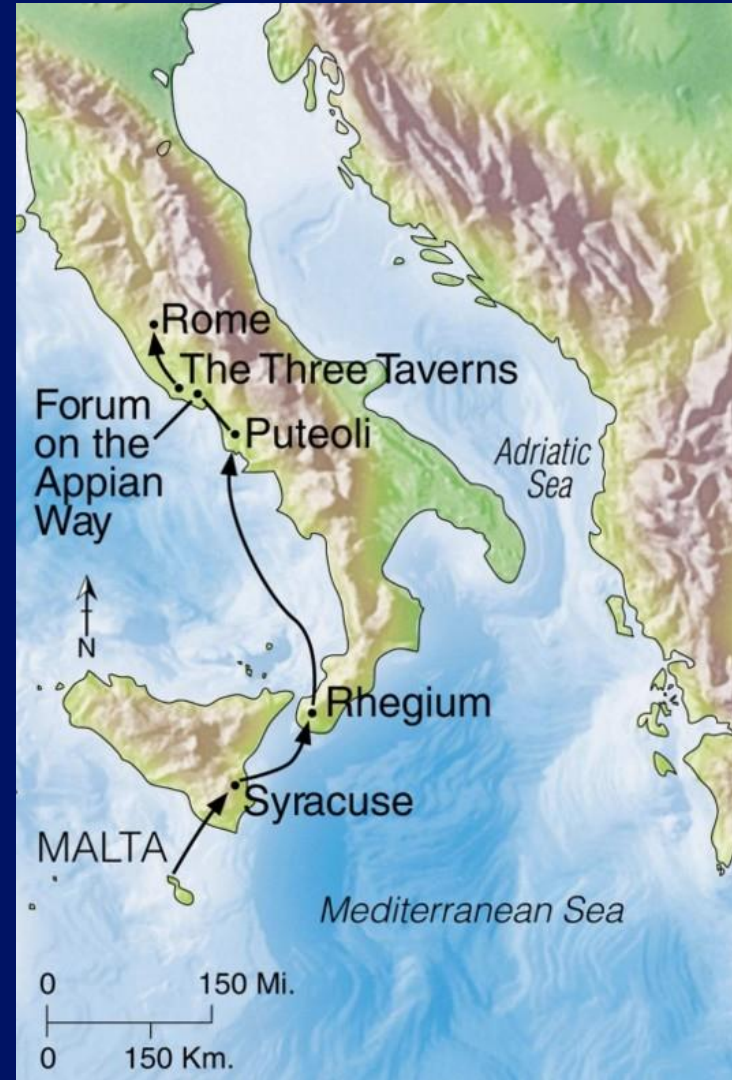 Rome
The Three Taverns
Forum
on the
Appian
Way
Puteoli
Adriatic
Sea
N
Rhegium
Syracuse
MALTA
Mediterranean Sea
0 150 Mi.
0 150 Km.